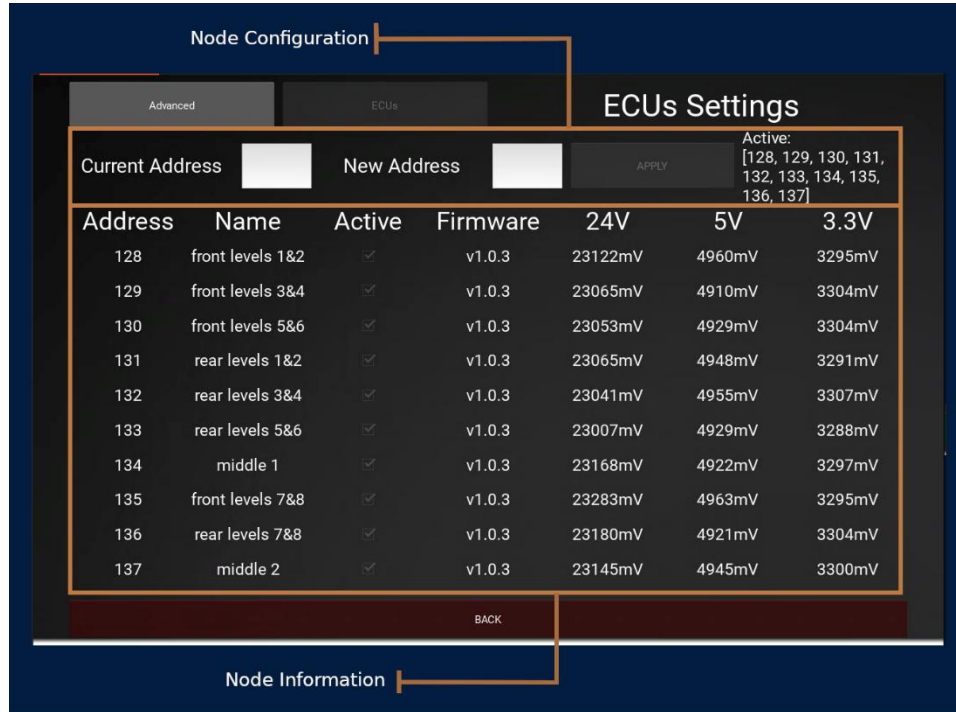 Node Configuration
Advanced ECUs ECUs Settings
Current Address New Address APPLY
Active:
[128, 129, 130, 131,
132, 133, 134, 135,
136, 137]
Address Name Active Firmware 24V 5V 3.3V
128 front levels 1&2 v1.0.3 23122mV 4960mV 3295mV
129 front levels 3&4 v1.0.3 23065mV 4910mV 3304mV
130 front levels 5&6 v1.0.3 23053mV 4929mV 3304mV
131 rear levels 1&2 v1.0.3 23065mV 4948mV 3291mV
132 rear levels 3&4 v1.0.3 23041mV 4955mV 3307mV
133 rear levels 5&6 v1.0.3 23007mV 4929mV 3288mV
134 middle 1 v1.0.3 23168mV 4922mV 3297mV
135 front levels 7&8 v1.0.3 23283mV 4963mV 3295mV
136 rear levels 7&8 v1.0.3 23180mV 4921mV 3304mV
137 middle 2 v1.0.3 23145mV 4945mV 3300mV
BACK
Node Information